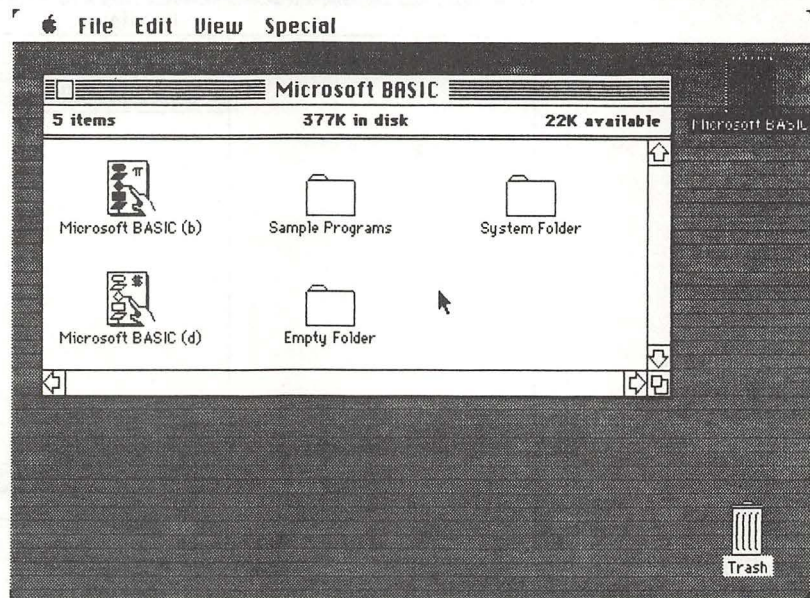 File Edit View Special
Microsoft BASIC
5 items 377K in disk 22K available
Microsoft BASIC
π
Microsoft BASIC (b)
Sample Programs
System Folder
#
Microsoft BASIC (d)
Empty Folder
Trash